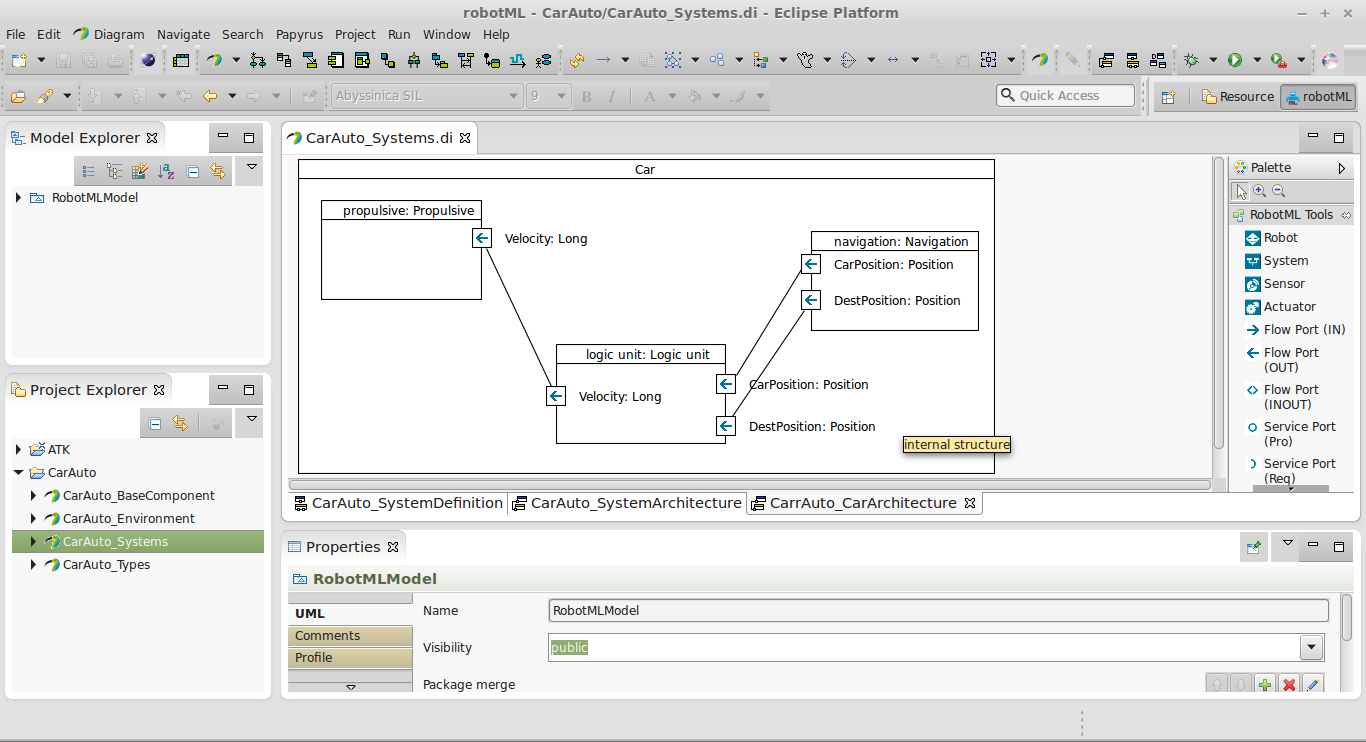 robotML - CarAuto/CarAuto_Systems.di - Eclipse Platform
File Edit Diagram Navigate Search Papyrus Project Run Window Help
Abyssinica SIL 9 B I A Quick Access Resource robotML
Model Explorer
RobotMLModel
Project Explorer
ATK
CarAuto
CarAuto_BaseComponent
CarAuto_Environment
CarAuto_Systems
CarAuto_Types
CarAuto_Systems.di
Car
propulsive: Propulsive
Velocity: Long
navigation: Navigation
CarPosition: Position
DestPosition: Position
logic unit: Logic unit
Velocity: Long
CarPosition: Position
DestPosition: Position
internal structure
Palette
RobotML Tools
Robot
System
Sensor
Actuator
Flow Port (IN)
Flow Port
(OUT)
Flow Port
(INOUT)
Service Port
(Pro)
Service Port
(Req)
CarAuto_SystemDefinition CarAuto_SystemArchitecture CarrAuto_CarArchitecture
Properties
RobotMLModel
UML
Comments
Profile
Name RobotMLModel
Visibility public
Package merge